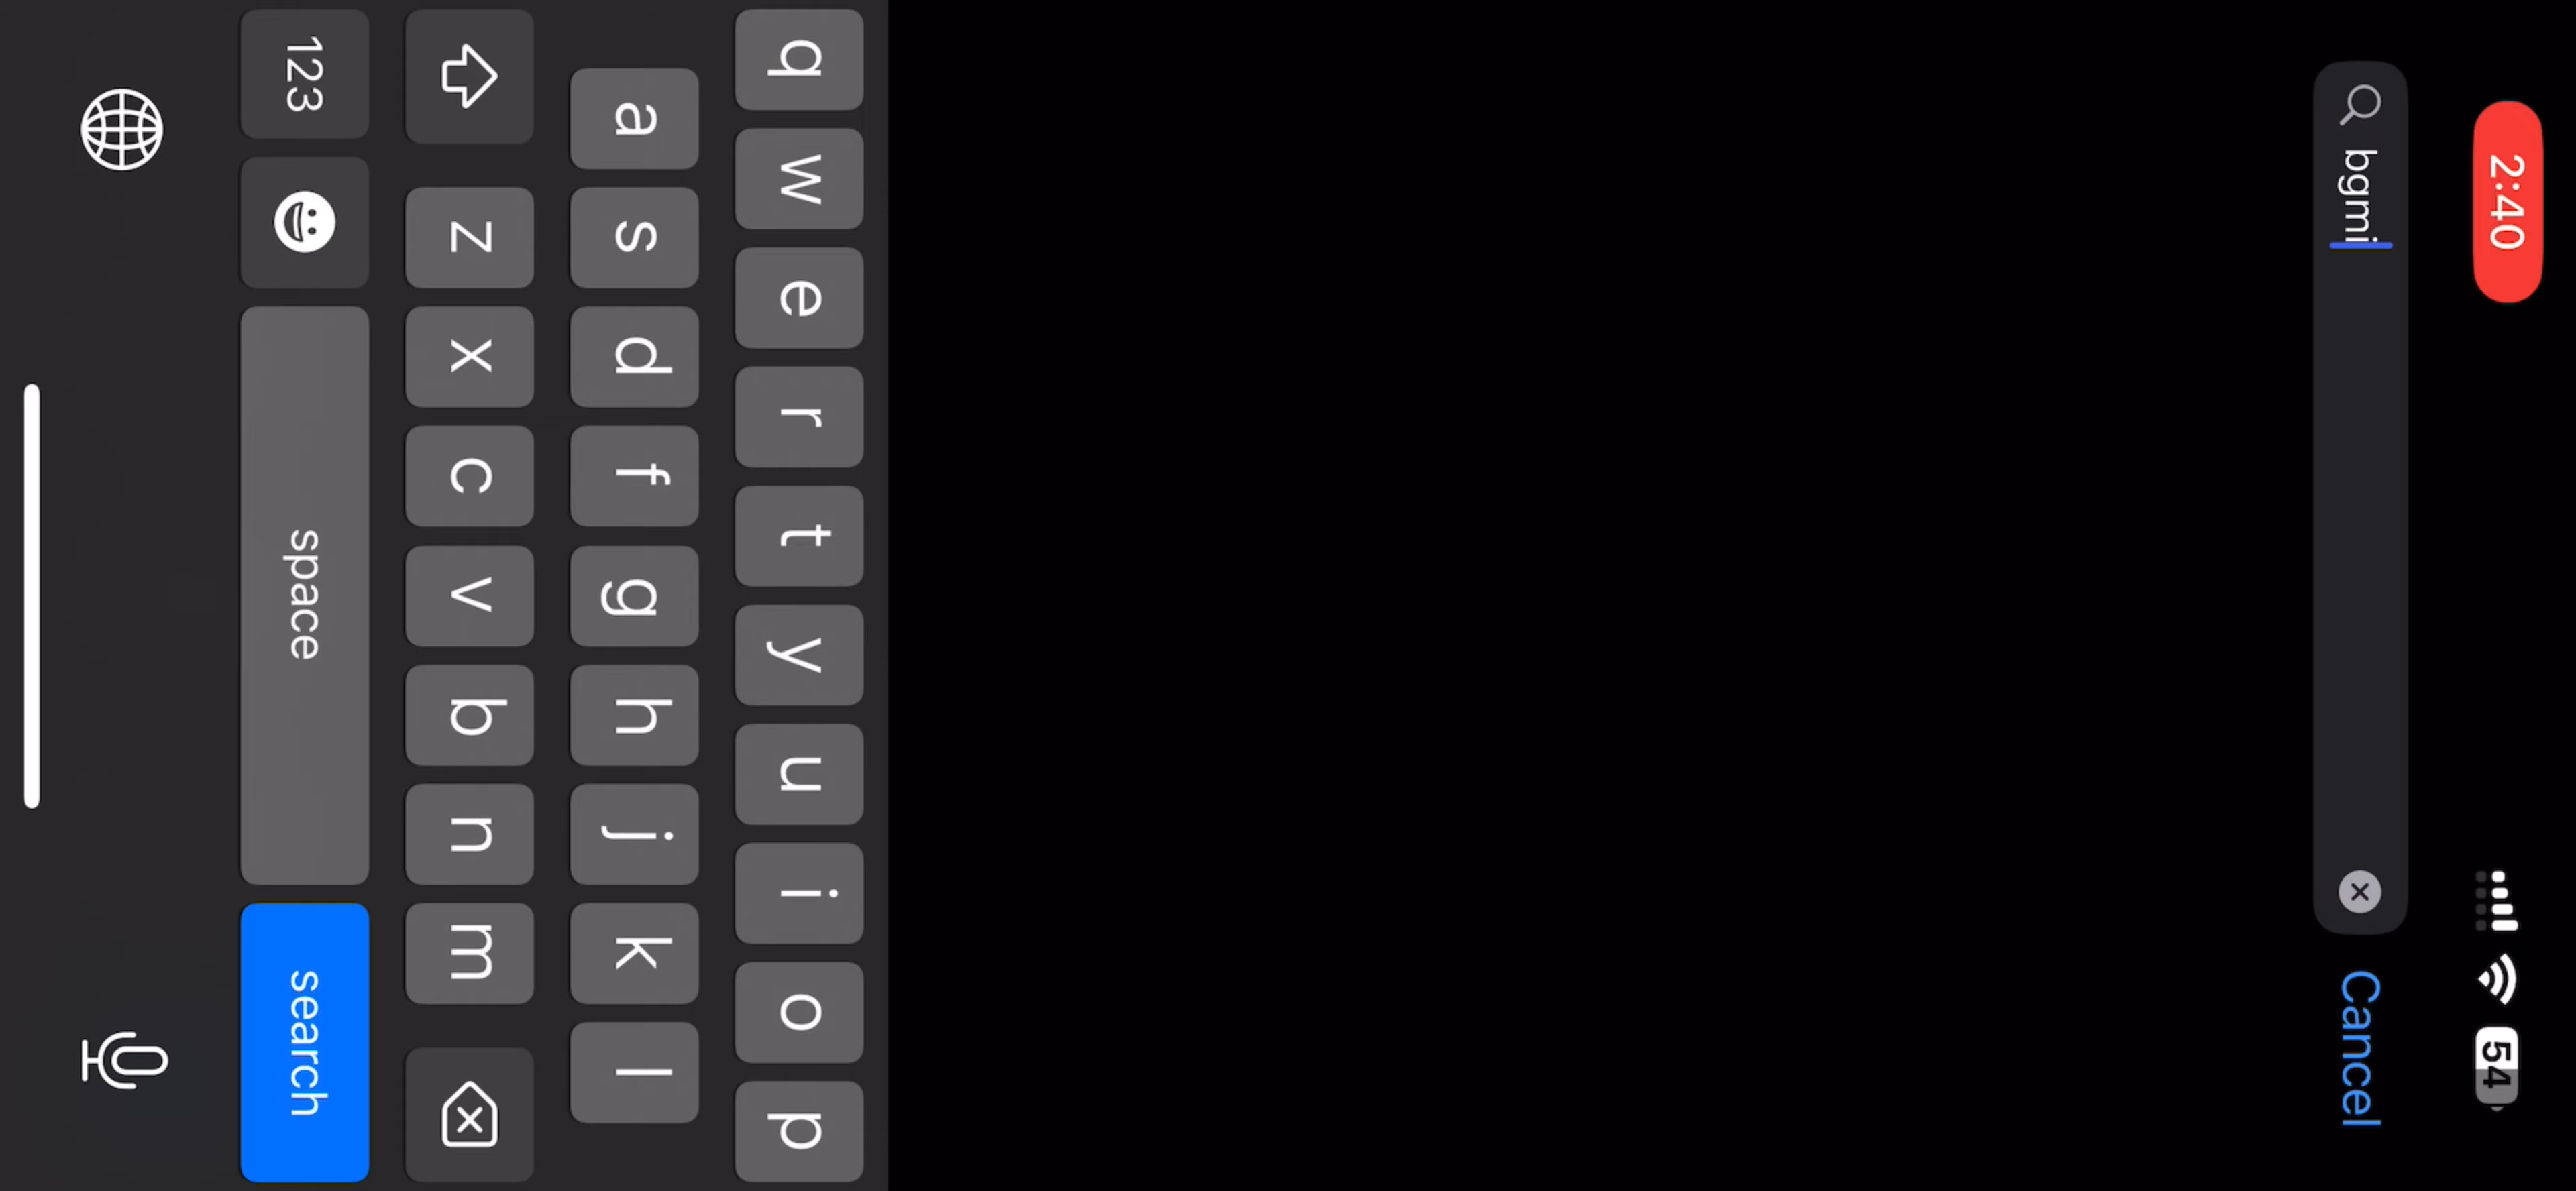 2:40
54
bgmi
Cancel
q w e r t y u i o p
a s d f g h j k l
z x c v b n m
123
space
search